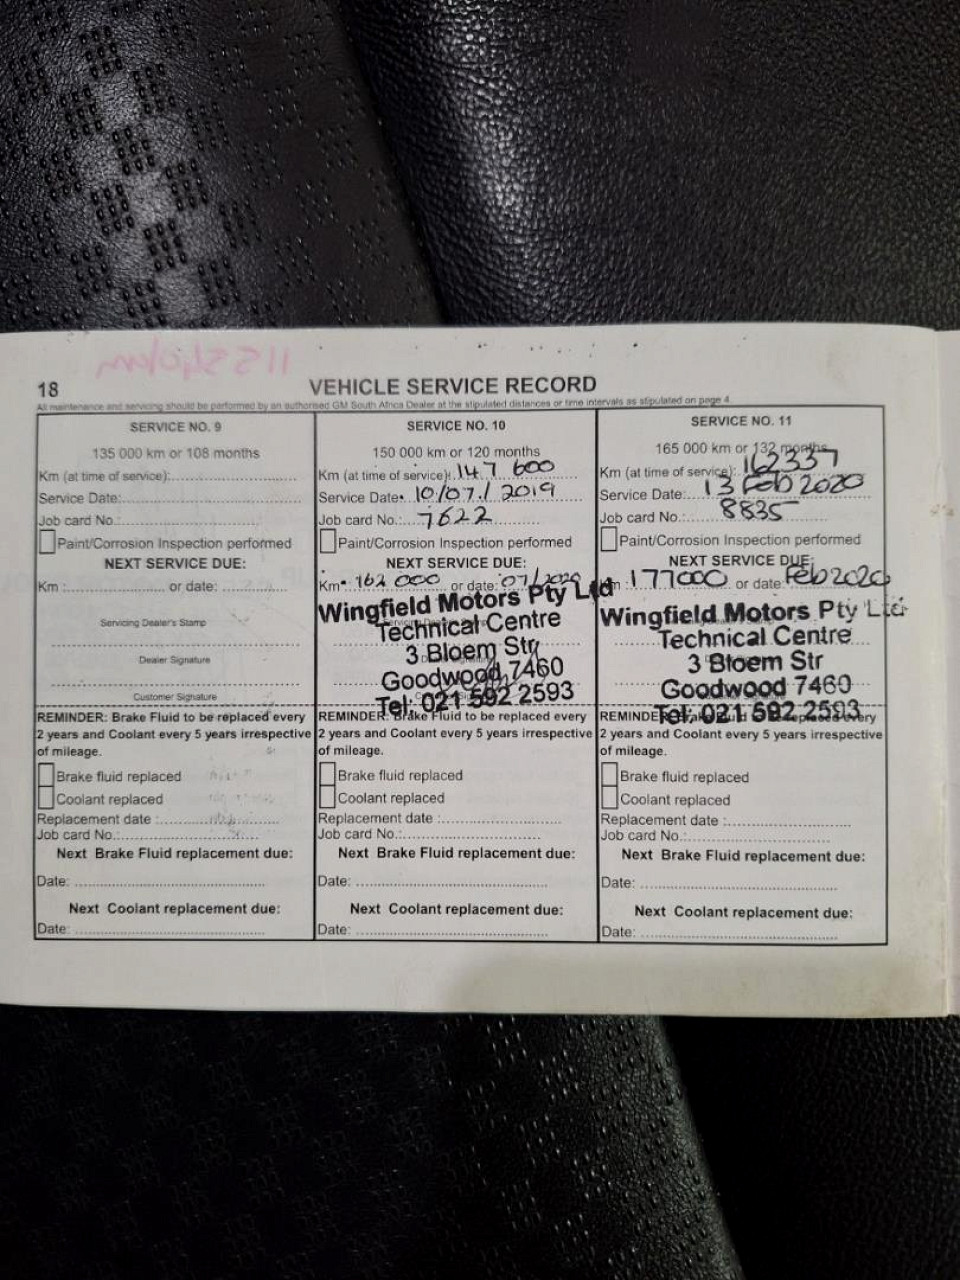 18
VEHICLE SERVICE RECORD
All maintenance and servicing should be performed by an authorised GM South Africa Dealer at the stipulated distances or time intervals as stipulated on page 4.
SERVICE NO. 9
135 000 km or 108 months
Km (at time of service):
Service Date:
Job card No.:
Paint/Corrosion Inspection performed
NEXT SERVICE DUE:
Km : or date:
Servicing Dealer's Stamp
Dealer Signature
Customer Signature
REMINDER: Brake Fluid to be replaced every
2 years and Coolant every 5 years irrespective
of mileage.
Brake fluid replaced
Coolant replaced
Replacement date :
Job card No.:
Next Brake Fluid replacement due:
Date:
Next Coolant replacement due:
Date:
SERVICE NO. 10
150 000 km or 120 months
Km (at time of service): 147 600
Service Date: 10/07/2019
Job card No.: 7622
Paint/Corrosion Inspection performed
NEXT SERVICE DUE:
Km: 162 000 or date: 07/2020
Wingfield Motors Pty Ltd
Technical Centre
3 Bloem Str
Goodwood 7460
Tel: 021 592 2593
REMINDER: Brake Fluid to be replaced every
2 years and Coolant every 5 years irrespective
of mileage.
Brake fluid replaced
Coolant replaced
Replacement date :
Job card No.:
Next Brake Fluid replacement due:
Date:
Next Coolant replacement due:
Date:
SERVICE NO. 11
165 000 km or 132 months
Km (at time of service): 162337
Service Date: 13 Feb 2020
Job card No.: 8835
Paint/Corrosion Inspection performed
NEXT SERVICE DUE:
Km : 177000 or date: Feb 2020
Wingfield Motors Pty Ltd
Technical Centre
3 Bloem Str
Goodwood 7460
Tel: 021 592 2593
REMINDER: Brake Fluid to be replaced every
2 years and Coolant every 5 years irrespective
of mileage.
Brake fluid replaced
Coolant replaced
Replacement date :
Job card No.:
Next Brake Fluid replacement due:
Date:
Next Coolant replacement due:
Date: